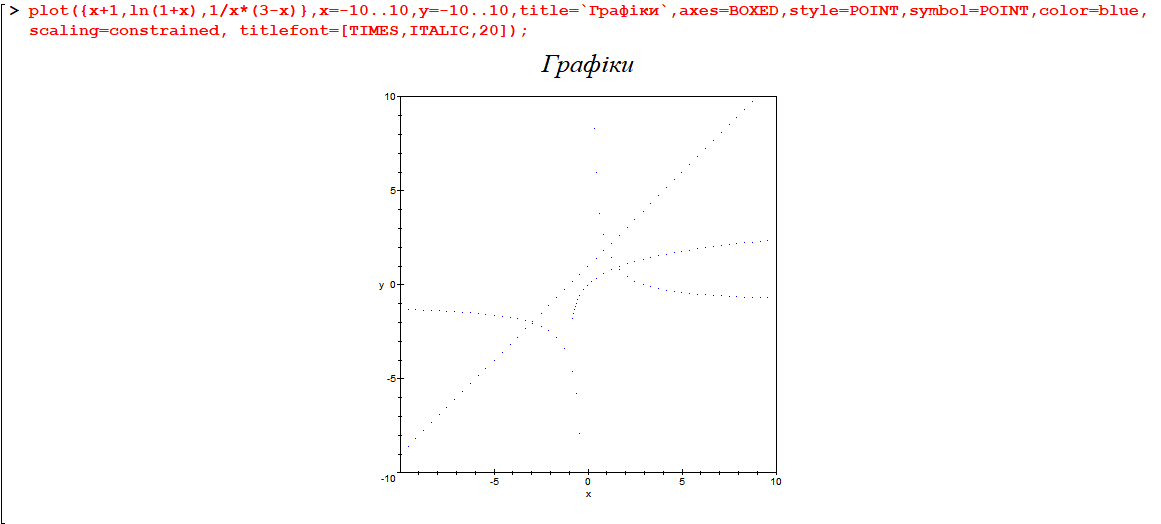 > plot({x+1,ln(1+x),1/x*(3-x)},x=-10..10,y=-10..10,title=`Графіки`,axes=BOXED,style=POINT,symbol=POINT,color=blue,
scaling=constrained, titlefont=[TIMES,ITALIC,20]);
Графіки
10
5
y 0
-5
-10
-5 0 5 10
x